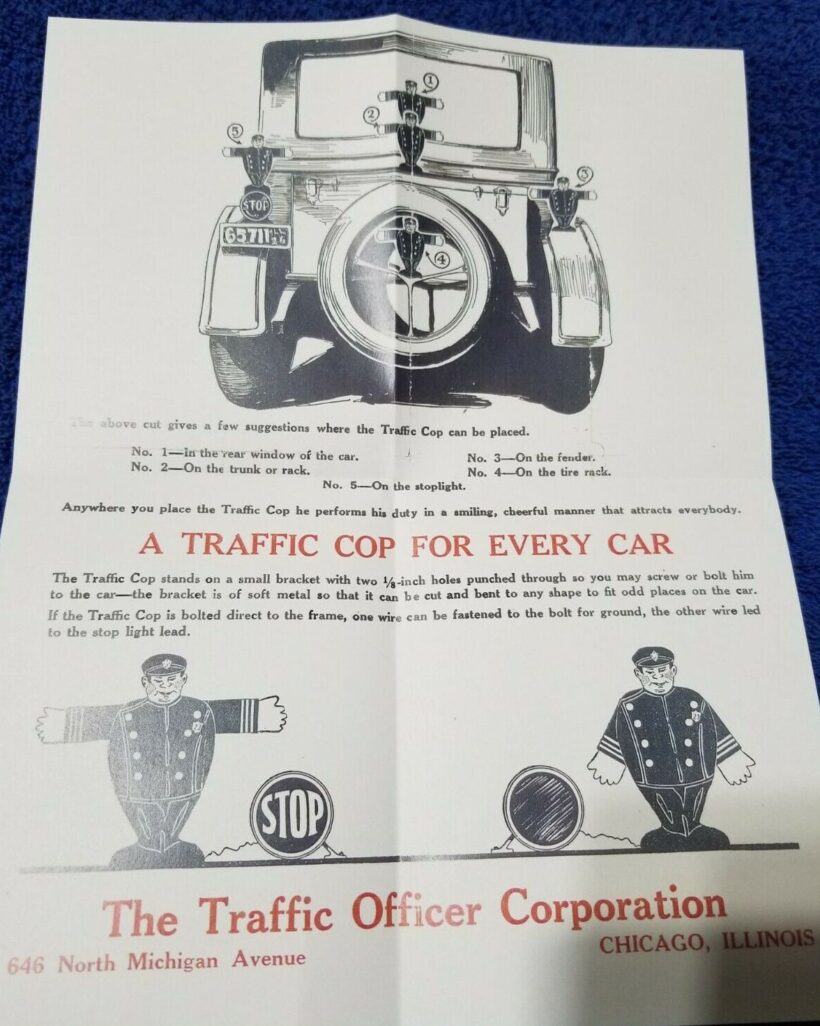 1
2
5
3
STOP
65711
4
The above cut gives a few suggestions where the Traffic Cop can be placed.
No. 1—In the rear window of the car.
No. 3—On the fender.
No. 2—On the trunk or rack.
No. 4—On the tire rack.
No. 5—On the stoplight.
Anywhere you place the Traffic Cop he performs his duty in a smiling, cheerful manner that attracts everybody.
A TRAFFIC COP FOR EVERY CAR
The Traffic Cop stands on a small bracket with two 1/8-inch holes punched through so you may screw or bolt him
to the car—the bracket is of soft metal so that it can be cut and bent to any shape to fit odd places on the car.
If the Traffic Cop is bolted direct to the frame, one wire can be fastened to the bolt for ground, the other wire led
to the stop light lead.
STOP
The Traffic Officer Corporation
646 North Michigan Avenue
CHICAGO, ILLINOIS